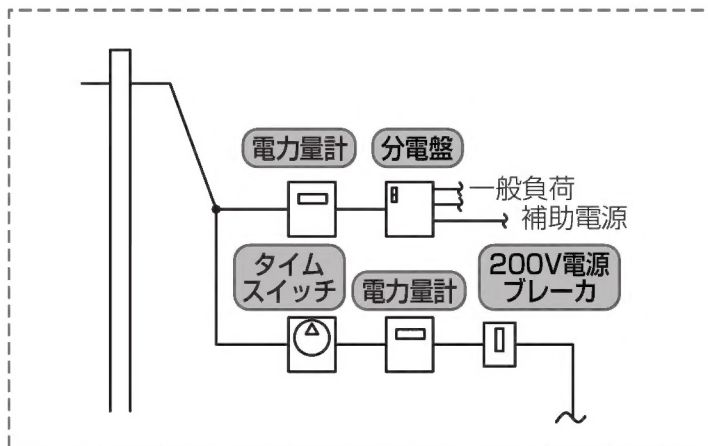 電力量計
分電盤
一般負荷
補助電源
タイム
スイッチ
電力量計
200V電源
ブレーカ